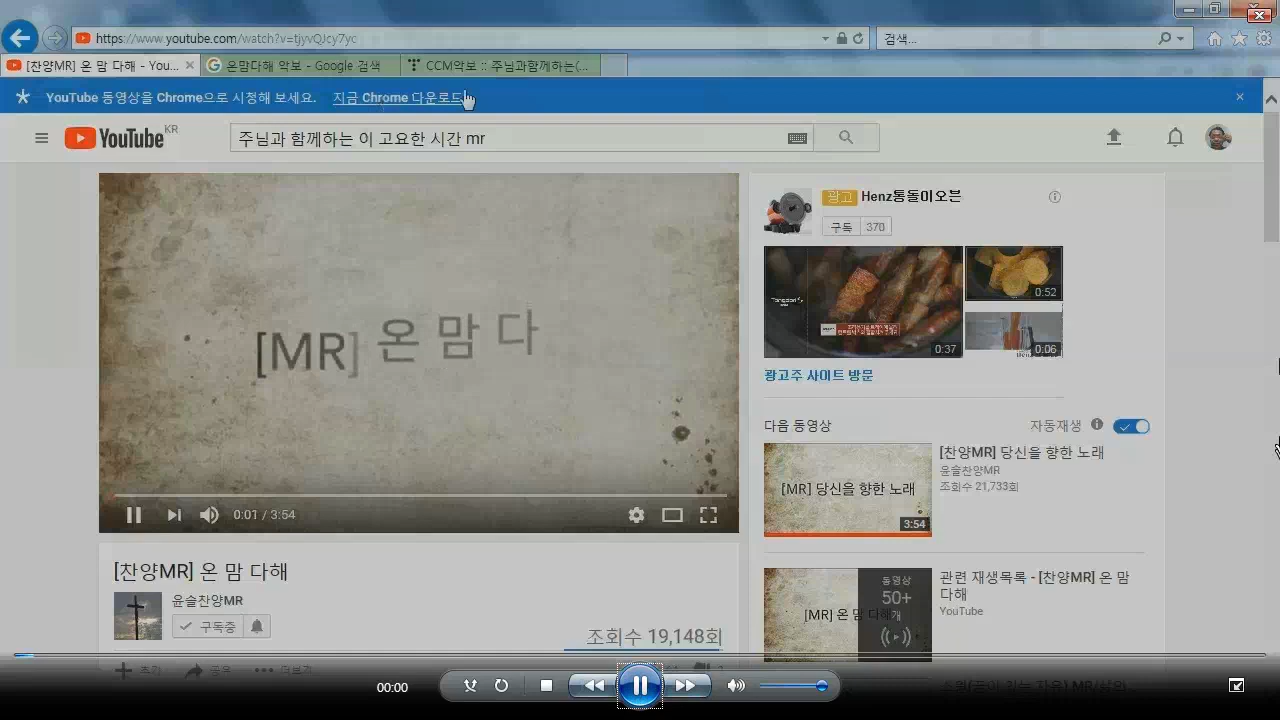 https://www.youtube.com/watch?v=tjyvQJcy7yc
검색...
[찬양MR] 온 맘 다해 - You...
온맘다해 악보 - Google 검색
CCM악보 :: 주님과함께하는(...
YouTube 동영상을 Chrome으로 시청해 보세요. 지금 Chrome 다운로드
YouTube KR
주님과 함께하는 이 고요한 시간 mr
[MR] 온 맘 다
0:01 / 3:54
[찬양MR] 온 맘 다해
윤슬찬양MR
구독중
조회수 19,148회
추가
공유
더보기
광고 Henz통돌이오븐
구독 370
0:37
0:52
0:06
광고주 사이트 방문
다음 동영상
자동재생
[MR] 당신을 향한 노래
3:54
[찬양MR] 당신을 향한 노래
윤슬찬양MR
조회수 21,733회
[MR] 온 맘 다해
동영상
50+
개
관련 재생목록 - [찬양MR] 온 맘
다해
YouTube
00:00